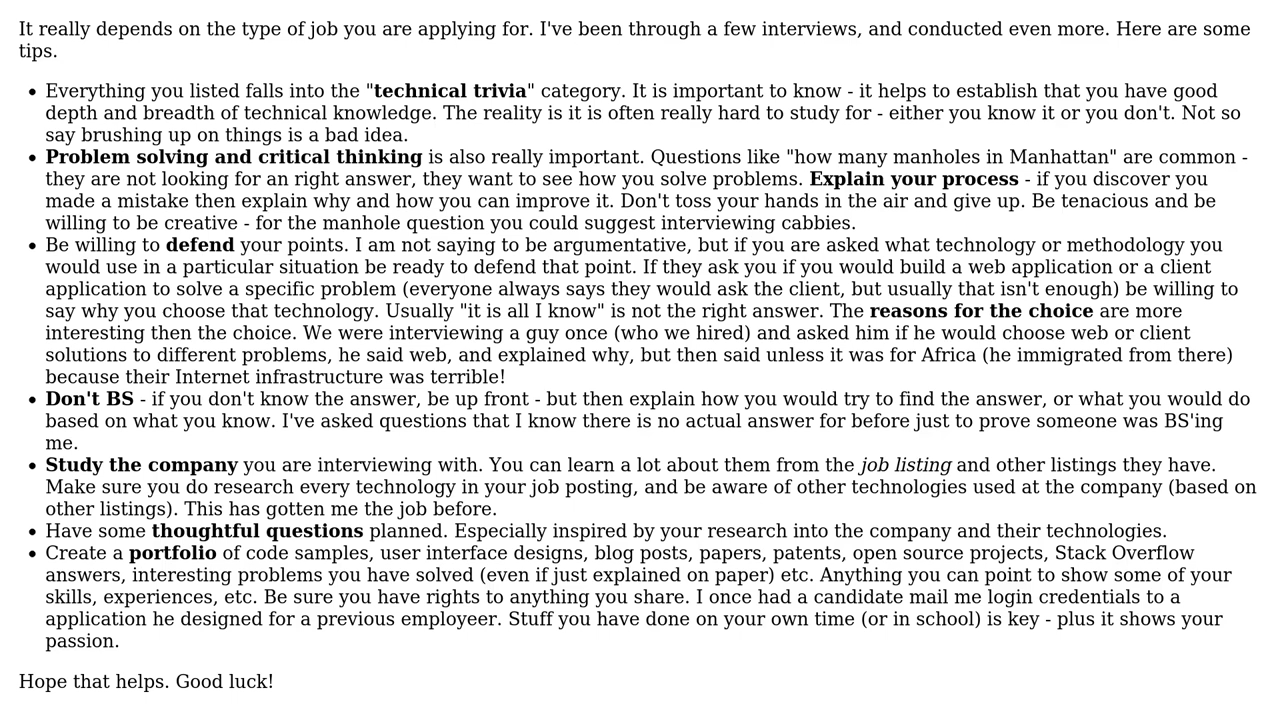 It really depends on the type of job you are applying for. I've been through a few interviews, and conducted even more. Here are some
tips.
Everything you listed falls into the "technical trivia" category. It is important to know - it helps to establish that you have good
depth and breadth of technical knowledge. The reality is it is often really hard to study for - either you know it or you don't. Not so
say brushing up on things is a bad idea.
Problem solving and critical thinking is also really important. Questions like "how many manholes in Manhattan" are common -
they are not looking for an right answer, they want to see how you solve problems. Explain your process - if you discover you
made a mistake then explain why and how you can improve it. Don't toss your hands in the air and give up. Be tenacious and be
willing to be creative - for the manhole question you could suggest interviewing cabbies.
Be willing to defend your points. I am not saying to be argumentative, but if you are asked what technology or methodology you
would use in a particular situation be ready to defend that point. If they ask you if you would build a web application or a client
application to solve a specific problem (everyone always says they would ask the client, but usually that isn't enough) be willing to
say why you choose that technology. Usually "it is all I know" is not the right answer. The reasons for the choice are more
interesting then the choice. We were interviewing a guy once (who we hired) and asked him if he would choose web or client
solutions to different problems, he said web, and explained why, but then said unless it was for Africa (he immigrated from there)
because their Internet infrastructure was terrible!
Don't BS - if you don't know the answer, be up front - but then explain how you would try to find the answer, or what you would do
based on what you know. I've asked questions that I know there is no actual answer for before just to prove someone was BS'ing
me.
Study the company you are interviewing with. You can learn a lot about them from the job listing and other listings they have.
Make sure you do research every technology in your job posting, and be aware of other technologies used at the company (based on
other listings). This has gotten me the job before.
Have some thoughtful questions planned. Especially inspired by your research into the company and their technologies.
Create a portfolio of code samples, user interface designs, blog posts, papers, patents, open source projects, Stack Overflow
answers, interesting problems you have solved (even if just explained on paper) etc. Anything you can point to show some of your
skills, experiences, etc. Be sure you have rights to anything you share. I once had a candidate mail me login credentials to a
application he designed for a previous employeer. Stuff you have done on your own time (or in school) is key - plus it shows your
passion.
Hope that helps. Good luck!